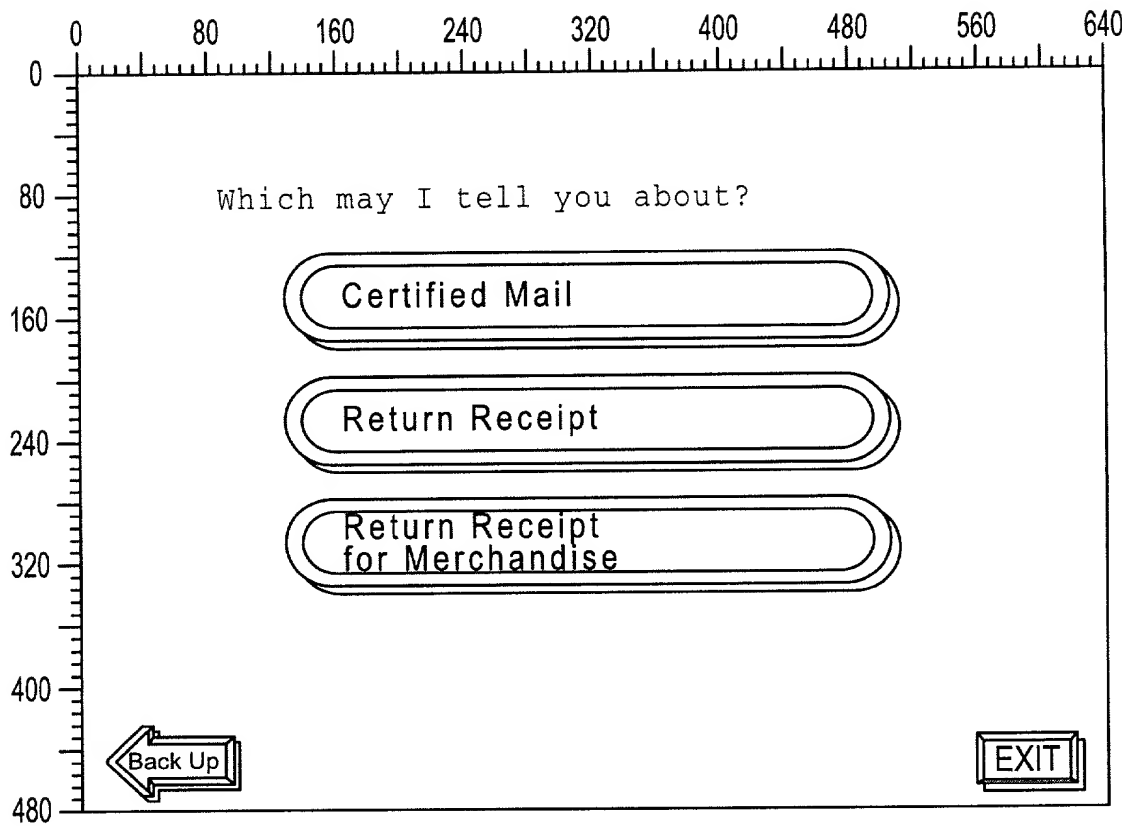 0 80 160 240 320 400 480 560 640
0
80
Which may I tell you about?
160
Certified Mail
240
Return Receipt
320
Return Receipt
for Merchandise
400
Back Up
EXIT
480